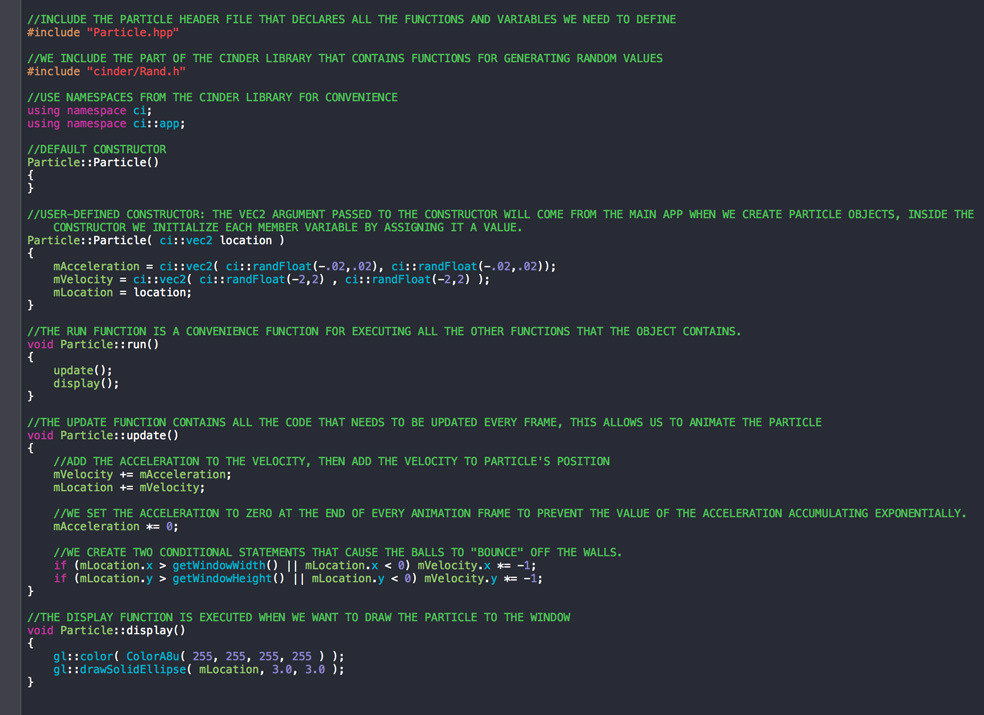 //INCLUDE THE PARTICLE HEADER FILE THAT DECLARES ALL THE FUNCTIONS AND VARIABLES WE NEED TO DEFINE
#include "Particle.hpp"
//WE INCLUDE THE PART OF THE CINDER LIBRARY THAT CONTAINS FUNCTIONS FOR GENERATING RANDOM VALUES
#include "cinder/Rand.h"
//USE NAMESPACES FROM THE CINDER LIBRARY FOR CONVENIENCE
using namespace ci;
using namespace ci::app;
//DEFAULT CONSTRUCTOR
Particle::Particle()
{
}
//USER-DEFINED CONSTRUCTOR: THE VEC2 ARGUMENT PASSED TO THE CONSTRUCTOR WILL COME FROM THE MAIN APP WHEN WE CREATE PARTICLE OBJECTS, INSIDE THE
CONSTRUCTOR WE INITIALIZE EACH MEMBER VARIABLE BY ASSIGNING IT A VALUE.
Particle::Particle( ci::vec2 location )
{
mAcceleration = ci::vec2( ci::randFloat(-.02,.02), ci::randFloat(-.02,.02));
mVelocity = ci::vec2( ci::randFloat(-2,2) , ci::randFloat(-2,2) );
mLocation = location;
}
//THE RUN FUNCTION IS A CONVENIENCE FUNCTION FOR EXECUTING ALL THE OTHER FUNCTIONS THAT THE OBJECT CONTAINS.
void Particle::run()
{
update();
display();
}
//THE UPDATE FUNCTION CONTAINS ALL THE CODE THAT NEEDS TO BE UPDATED EVERY FRAME, THIS ALLOWS US TO ANIMATE THE PARTICLE
void Particle::update()
{
//ADD THE ACCELERATION TO THE VELOCITY, THEN ADD THE VELOCITY TO PARTICLE'S POSITION
mVelocity += mAcceleration;
mLocation += mVelocity;
//WE SET THE ACCELERATION TO ZERO AT THE END OF EVERY ANIMATION FRAME TO PREVENT THE VALUE OF THE ACCELERATION ACCUMULATING EXPONENTIALLY.
mAcceleration *= 0;
//WE CREATE TWO CONDITIONAL STATEMENTS THAT CAUSE THE BALLS TO "BOUNCE" OFF THE WALLS.
if (mLocation.x > getWindowWidth() || mLocation.x < 0) mVelocity.x *= -1;
if (mLocation.y > getWindowHeight() || mLocation.y < 0) mVelocity.y *= -1;
}
//THE DISPLAY FUNCTION IS EXECUTED WHEN WE WANT TO DRAW THE PARTICLE TO THE WINDOW
void Particle::display()
{
gl::color( ColorA8u( 255, 255, 255, 255 ) );
gl::drawSolidEllipse( mLocation, 3.0, 3.0 );
}